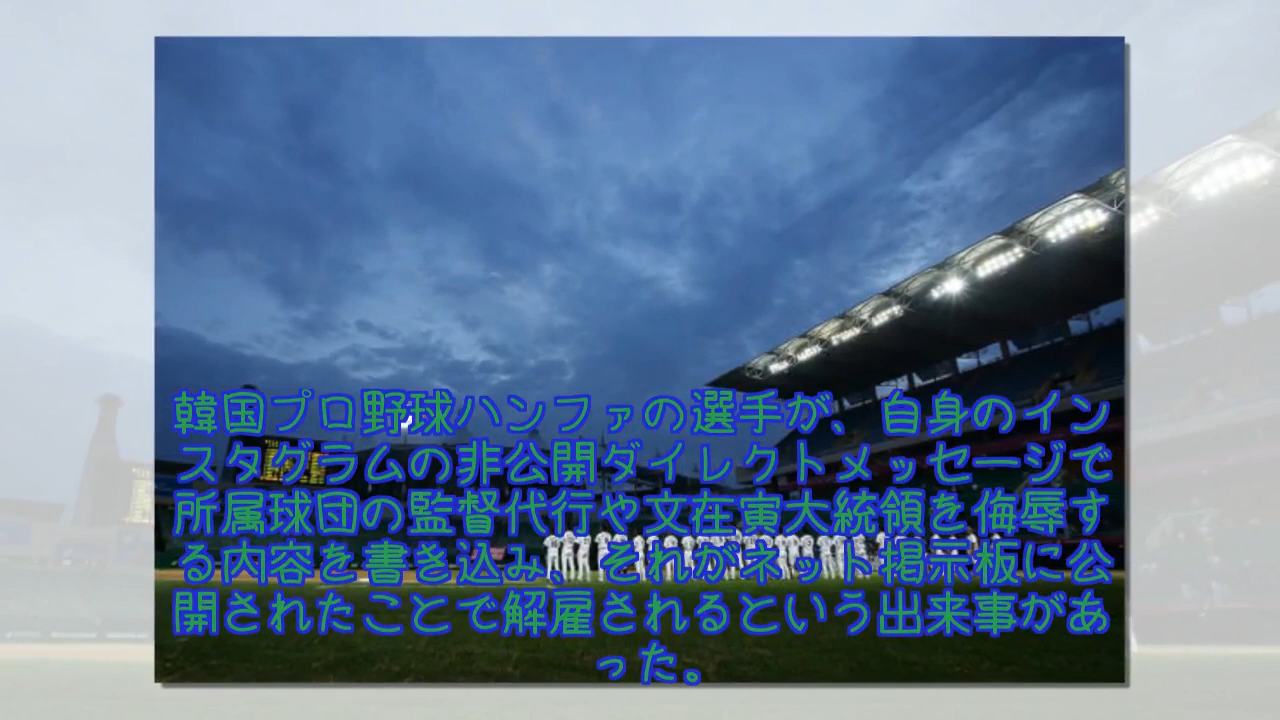 韓国プロ野球ハンファの選手が、自身のイン
スタグラムの非公開ダイレクトメッセージで
所属球団の監督代行や文在寅大統領を侮辱す
る内容を書き込み、それがネット掲示板に公
開されたことで解雇されるという出来事があ
った。